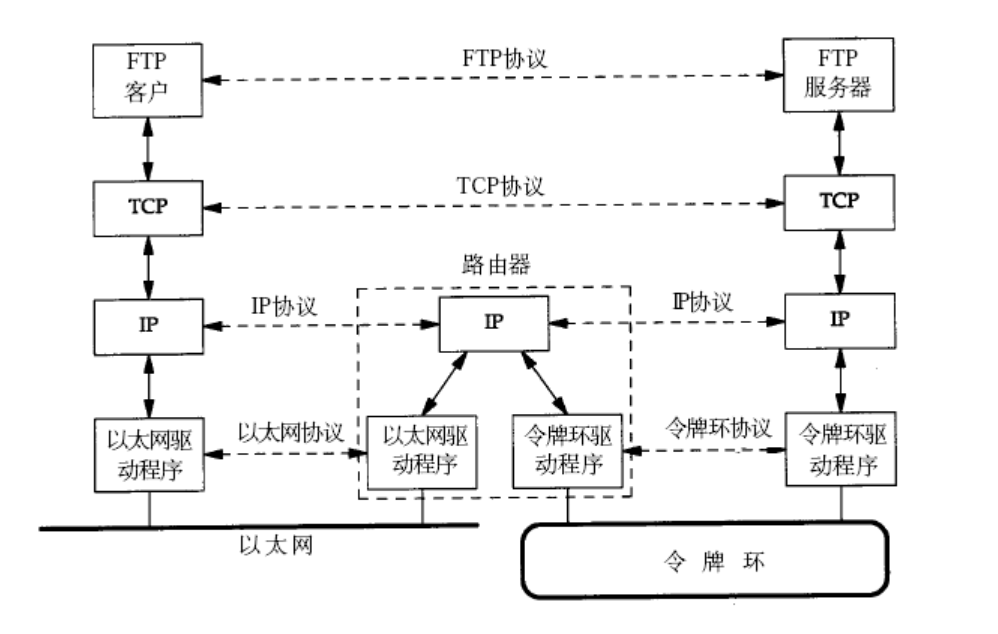 FTP
客户
FTP协议
FTP
服务器
TCP
TCP协议
TCP
路由器
IP
IP协议
IP
IP协议
IP
以太网驱
动程序
以太网协议
以太网驱
动程序
令牌环驱
动程序
令牌环协议
令牌环驱
动程序
以太网
令牌环